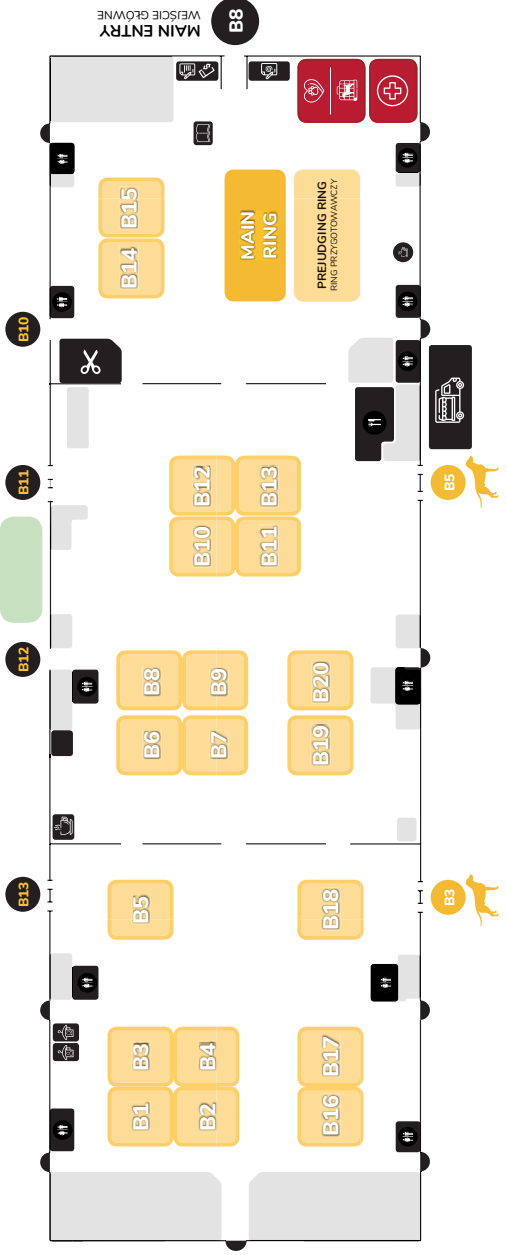 MAIN ENTRY
WEJŚCIE GŁÓWNE
B8
B15
B14
MAIN
RING
PREJUDGING RING
RING PRZYGOTOWAWCZY
B10
B11
B12
B13
B10
B11
B5
B12
B8
B9
B20
B6
B7
B19
B13
B5
B18
B3
B3
B4
B17
B1
B2
B16